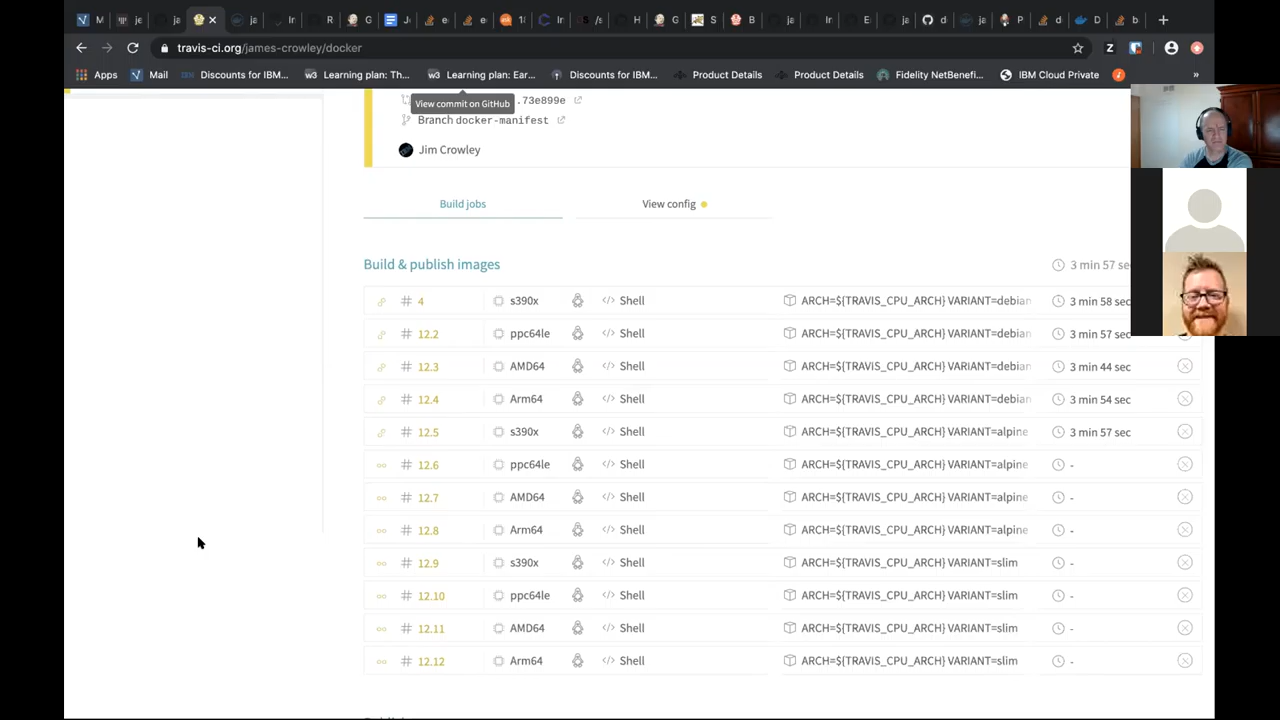 travis-ci.org/james-crowley/docker
Apps Mail Discounts for IBM... Learning plan: Th... Learning plan: Ear... Discounts for IBM... Product Details Product Details Fidelity NetBenefi... IBM Cloud Private »
View commit on GitHub .73e899e
Branch docker-manifest
Jim Crowley
Build jobs View config
Build & publish images 3 min 57 sec
# 4 s390x </> Shell ARCH=${TRAVIS_CPU_ARCH} VARIANT=debian 3 min 58 sec
# 12.2 ppc64le </> Shell ARCH=${TRAVIS_CPU_ARCH} VARIANT=debian 3 min 57 sec
# 12.3 AMD64 </> Shell ARCH=${TRAVIS_CPU_ARCH} VARIANT=debian 3 min 44 sec
# 12.4 Arm64 </> Shell ARCH=${TRAVIS_CPU_ARCH} VARIANT=debian 3 min 54 sec
# 12.5 s390x </> Shell ARCH=${TRAVIS_CPU_ARCH} VARIANT=alpine 3 min 57 sec
# 12.6 ppc64le </> Shell ARCH=${TRAVIS_CPU_ARCH} VARIANT=alpine -
# 12.7 AMD64 </> Shell ARCH=${TRAVIS_CPU_ARCH} VARIANT=alpine -
# 12.8 Arm64 </> Shell ARCH=${TRAVIS_CPU_ARCH} VARIANT=alpine -
# 12.9 s390x </> Shell ARCH=${TRAVIS_CPU_ARCH} VARIANT=slim -
# 12.10 ppc64le </> Shell ARCH=${TRAVIS_CPU_ARCH} VARIANT=slim -
# 12.11 AMD64 </> Shell ARCH=${TRAVIS_CPU_ARCH} VARIANT=slim -
# 12.12 Arm64 </> Shell ARCH=${TRAVIS_CPU_ARCH} VARIANT=slim -